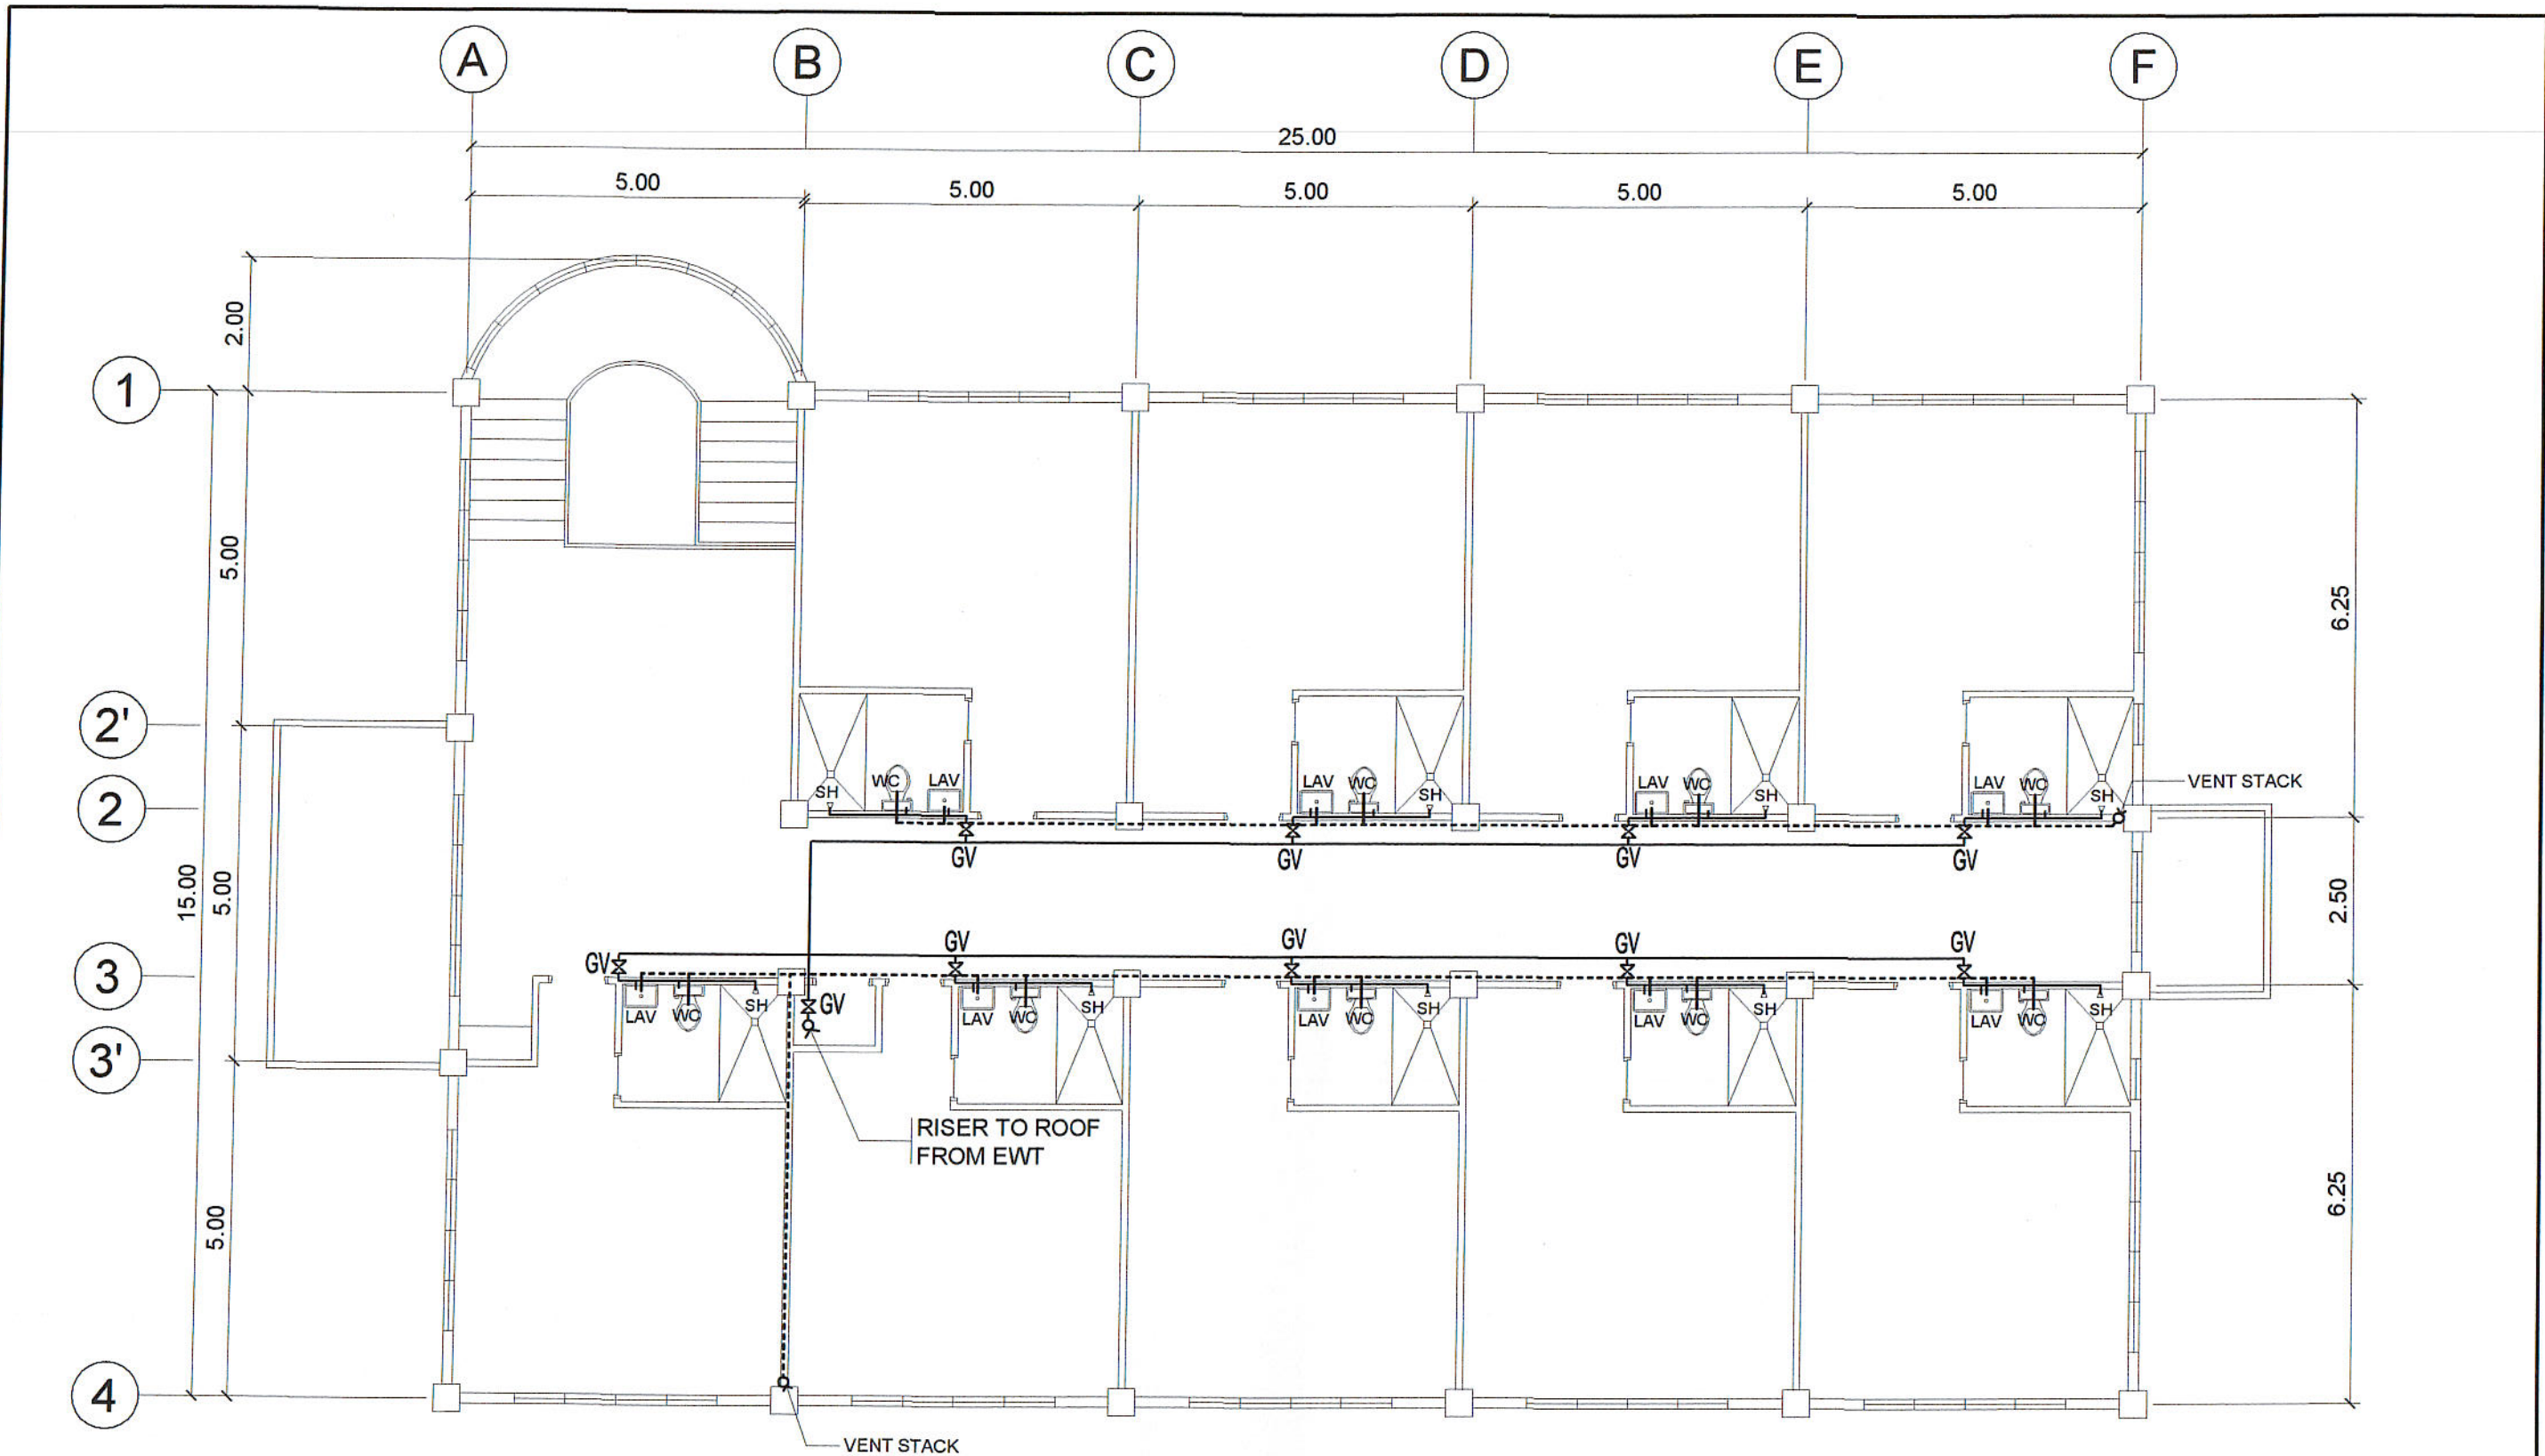 A
B
C
D
E
F
25.00
5.00
5.00
5.00
5.00
5.00
2.00
1
5.00
6.25
2'
2
WC
LAV
SH
LAV
WC
SH
LAV
WC
SH
LAV
WC
SH
VENT STACK
GV
GV
GV
GV
15.00
5.00
2.50
3
GV
GV
GV
GV
GV
LAV
WC
SH
GV
LAV
WC
SH
LAV
WC
SH
LAV
WC
SH
LAV
WC
SH
3'
RISER TO ROOF
FROM EWT
5.00
6.25
4
VENT STACK